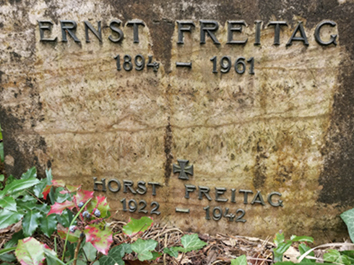 ERNST FREITAG
1894 – 1961
HORST FREITAG
1922 – 1942